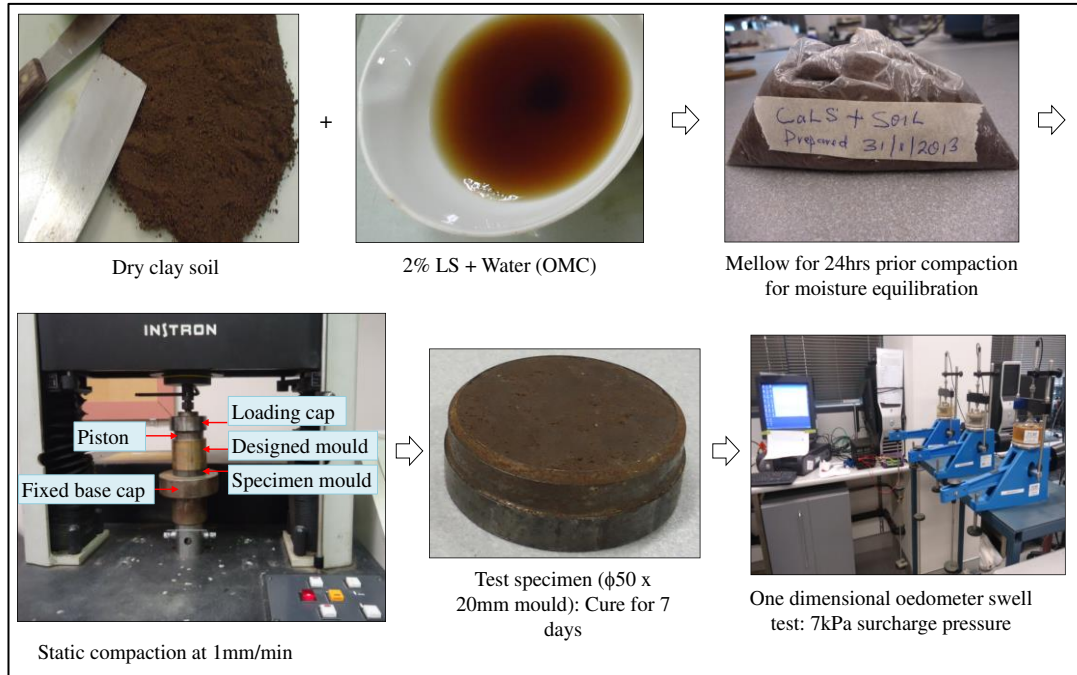 +
CaLS + SOIL
Prepared 31/8/2013
Dry clay soil
2% LS + Water (OMC)
Mellow for 24hrs prior compaction
for moisture equilibration
INSTRON
Loading cap
Piston
Designed mould
Specimen mould
Fixed base cap
Static compaction at 1mm/min
Test specimen (ϕ50 x
20mm mould): Cure for 7
days
One dimensional oedometer swell
test: 7kPa surcharge pressure